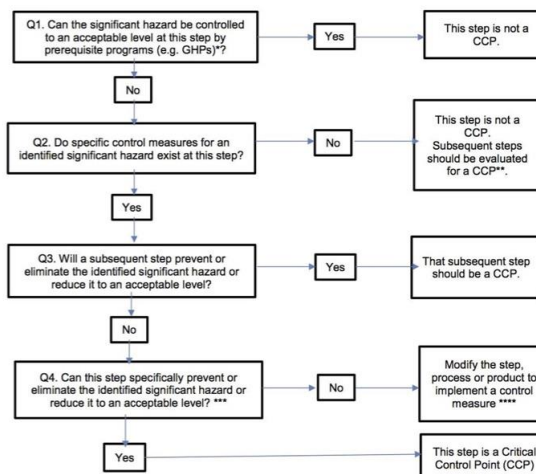 Q1. Can the significant hazard be controlled
to an acceptable level at this step by
prerequisite programs (e.g. GHPs)*?
Yes
This step is not a
CCP.
No
Q2. Do specific control measures for an
identified significant hazard exist at this step?
No
This step is not a
CCP.
Subsequent steps
should be evaluated
for a CCP**.
Yes
Q3. Will a subsequent step prevent or
eliminate the identified significant hazard or
reduce it to an acceptable level?
Yes
That subsequent step
should be a CCP.
No
Q4. Can this step specifically prevent or
eliminate the identified significant hazard or
reduce it to an acceptable level? ***
No
Modify the step,
process or product to
implement a control
measure ****
Yes
This step is a Critical
Control Point (CCP)